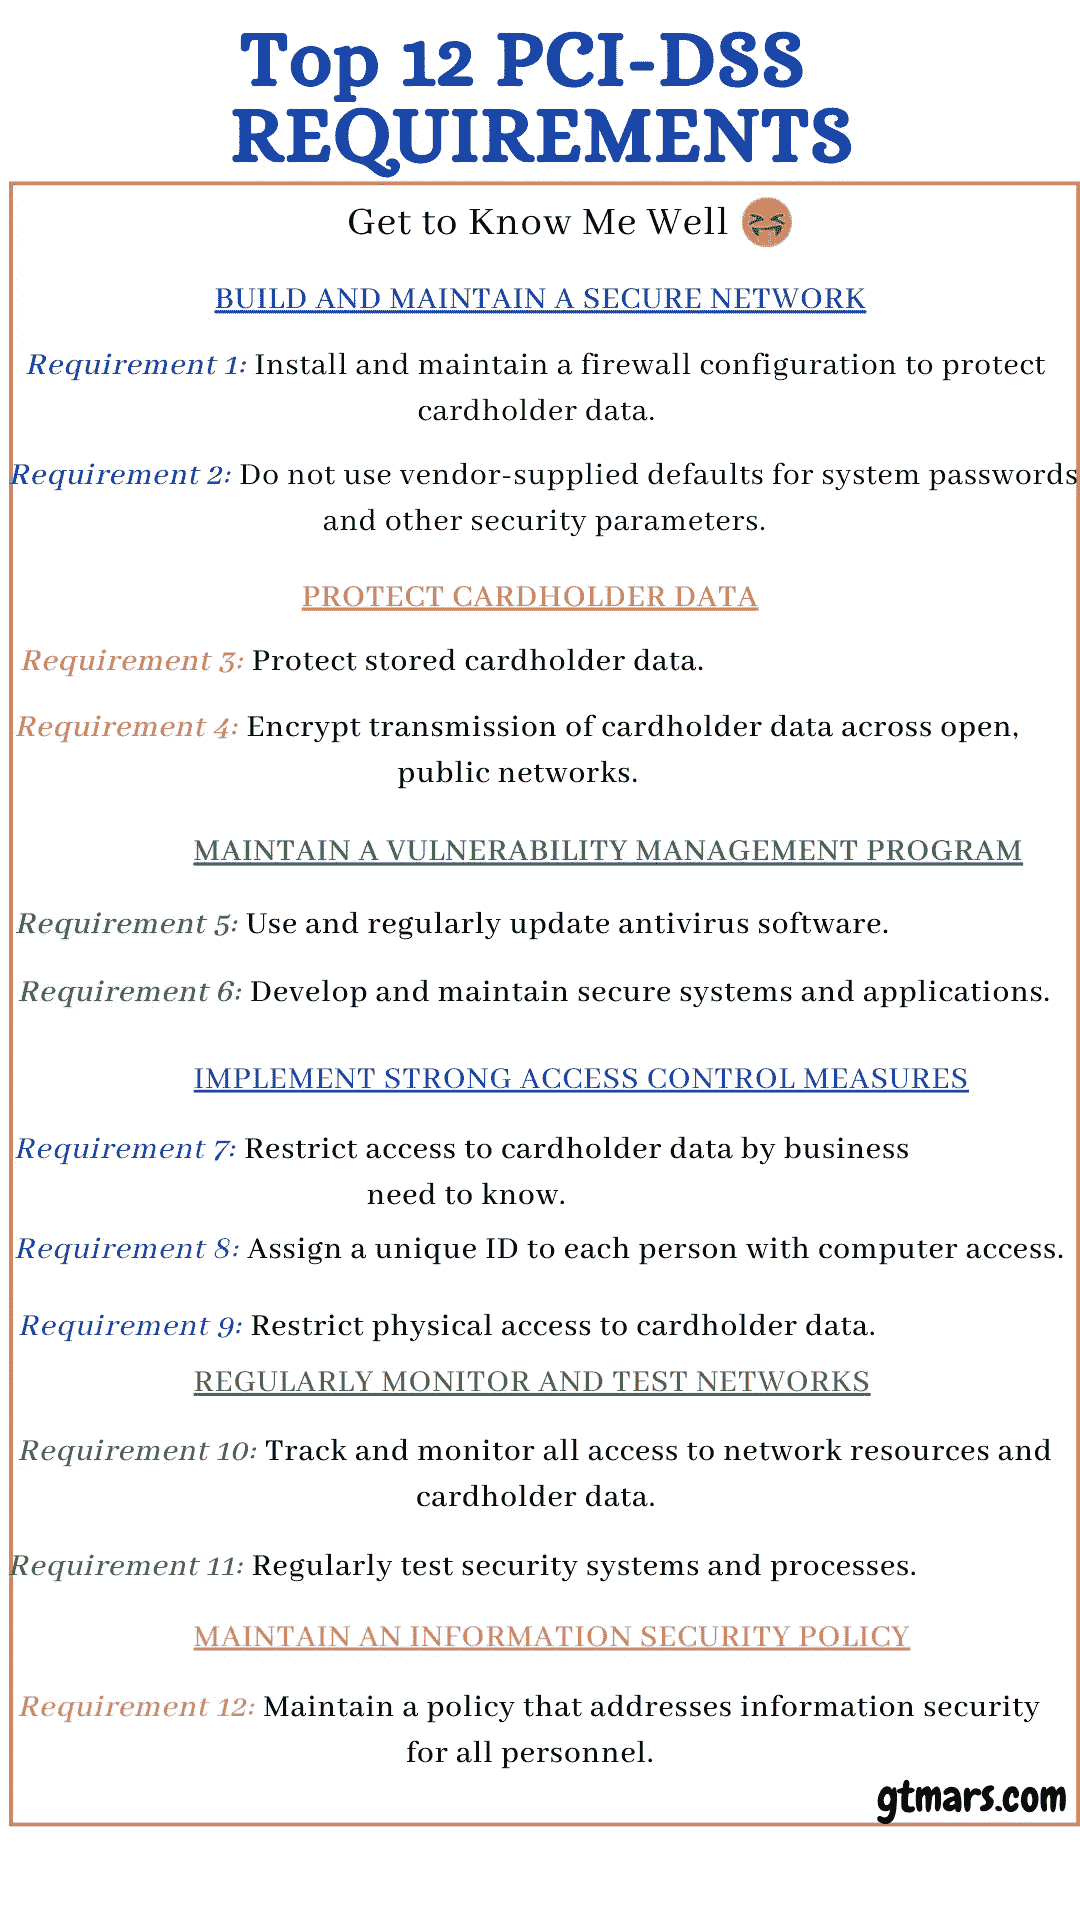 Top 12 PCI-DSS
REQUIREMENTS
Get to Know Me Well
BUILD AND MAINTAIN A SECURE NETWORK
Requirement 1: Install and maintain a firewall configuration to protect
cardholder data.
Requirement 2: Do not use vendor-supplied defaults for system passwords
and other security parameters.
PROTECT CARDHOLDER DATA
Requirement 3: Protect stored cardholder data.
Requirement 4: Encrypt transmission of cardholder data across open,
public networks.
MAINTAIN A VULNERABILITY MANAGEMENT PROGRAM
Requirement 5: Use and regularly update antivirus software.
Requirement 6: Develop and maintain secure systems and applications.
IMPLEMENT STRONG ACCESS CONTROL MEASURES
Requirement 7: Restrict access to cardholder data by business
need to know.
Requirement 8: Assign a unique ID to each person with computer access.
Requirement 9: Restrict physical access to cardholder data.
REGULARLY MONITOR AND TEST NETWORKS
Requirement 10: Track and monitor all access to network resources and
cardholder data.
Requirement 11: Regularly test security systems and processes.
MAINTAIN AN INFORMATION SECURITY POLICY
Requirement 12: Maintain a policy that addresses information security
for all personnel.
gtmars.com